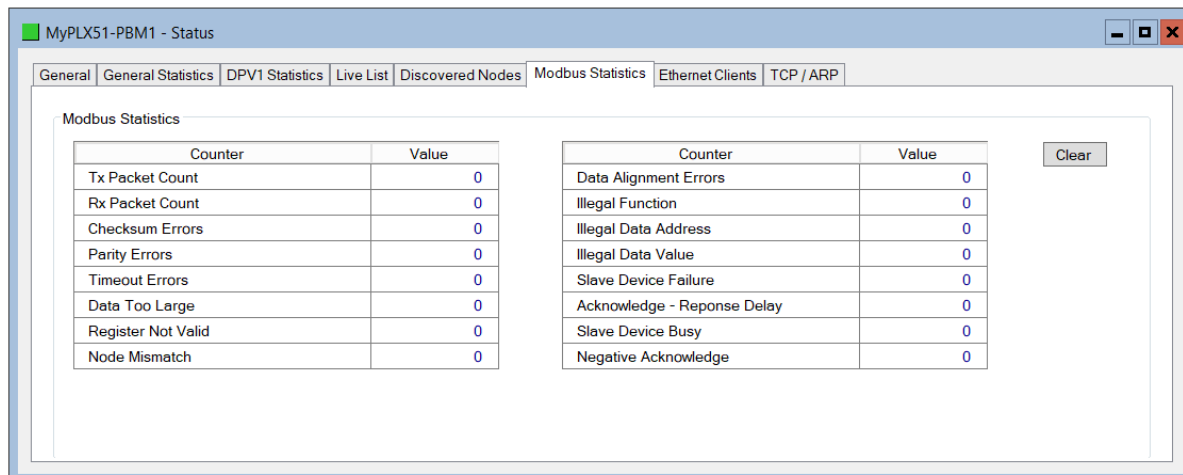 MyPLX51-PBM1 - Status
General General Statistics DPV1 Statistics Live List Discovered Nodes Modbus Statistics Ethernet Clients TCP / ARP
Modbus Statistics
Counter Value
Tx Packet Count 0
Rx Packet Count 0
Checksum Errors 0
Parity Errors 0
Timeout Errors 0
Data Too Large 0
Register Not Valid 0
Node Mismatch 0
Counter Value
Data Alignment Errors 0
Illegal Function 0
Illegal Data Address 0
Illegal Data Value 0
Slave Device Failure 0
Acknowledge - Reponse Delay 0
Slave Device Busy 0
Negative Acknowledge 0
Clear